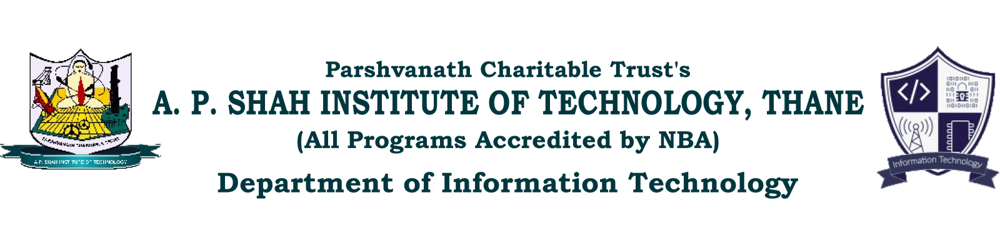 Parshvanath Charitable Trust's
A. P. SHAH INSTITUTE OF TECHNOLOGY, THANE
(All Programs Accredited by NBA)
Department of Information Technology
A.P. SHAH INSTITUTE OF TECHNOLOGY
</>
Information Technology